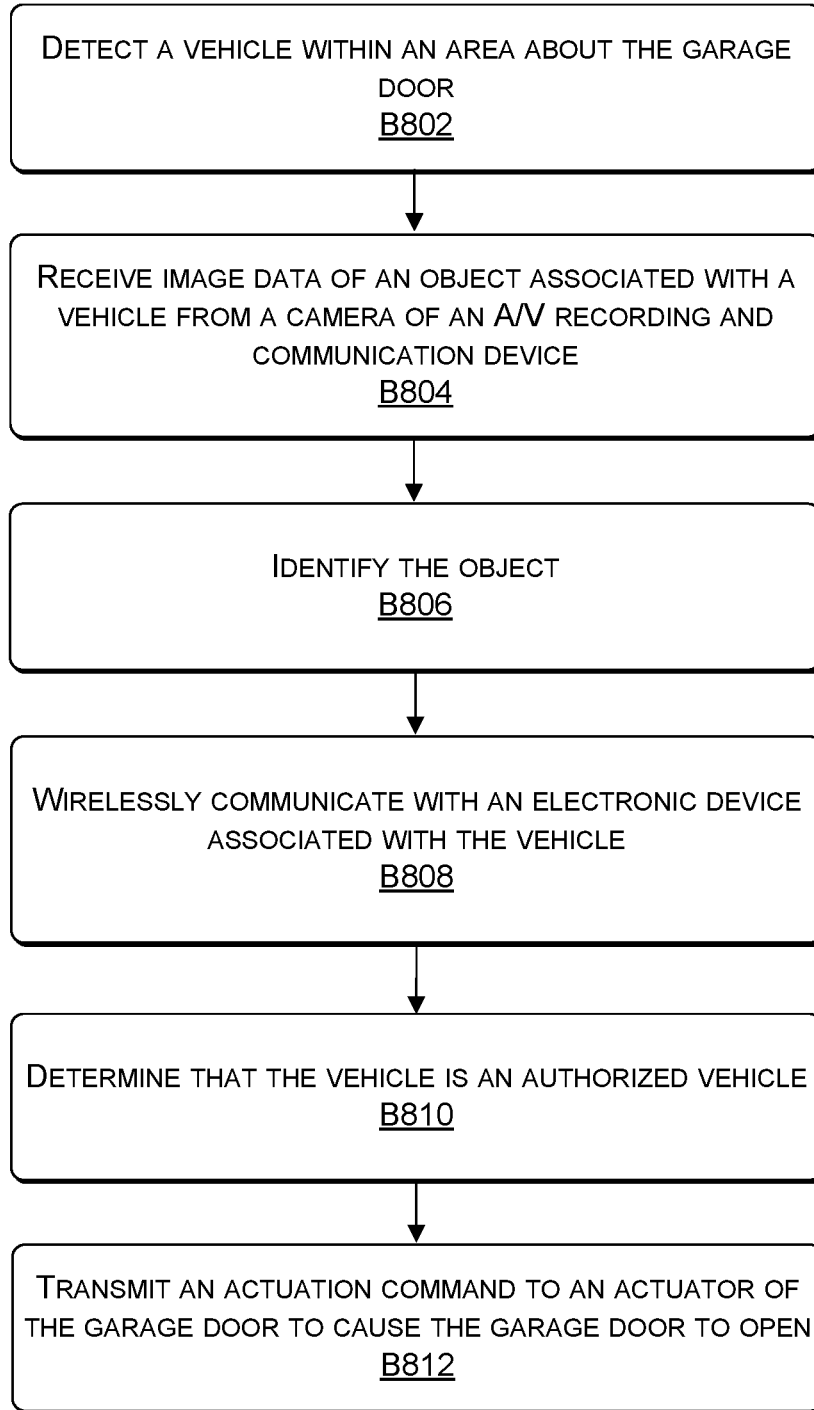 DETECT A VEHICLE WITHIN AN AREA ABOUT THE GARAGE
DOOR
B802
RECEIVE IMAGE DATA OF AN OBJECT ASSOCIATED WITH A
VEHICLE FROM A CAMERA OF AN A/V RECORDING AND
COMMUNICATION DEVICE
B804
IDENTIFY THE OBJECT
B806
WIRELESSLY COMMUNICATE WITH AN ELECTRONIC DEVICE
ASSOCIATED WITH THE VEHICLE
B808
DETERMINE THAT THE VEHICLE IS AN AUTHORIZED VEHICLE
B810
TRANSMIT AN ACTUATION COMMAND TO AN ACTUATOR OF
THE GARAGE DOOR TO CAUSE THE GARAGE DOOR TO OPEN
B812